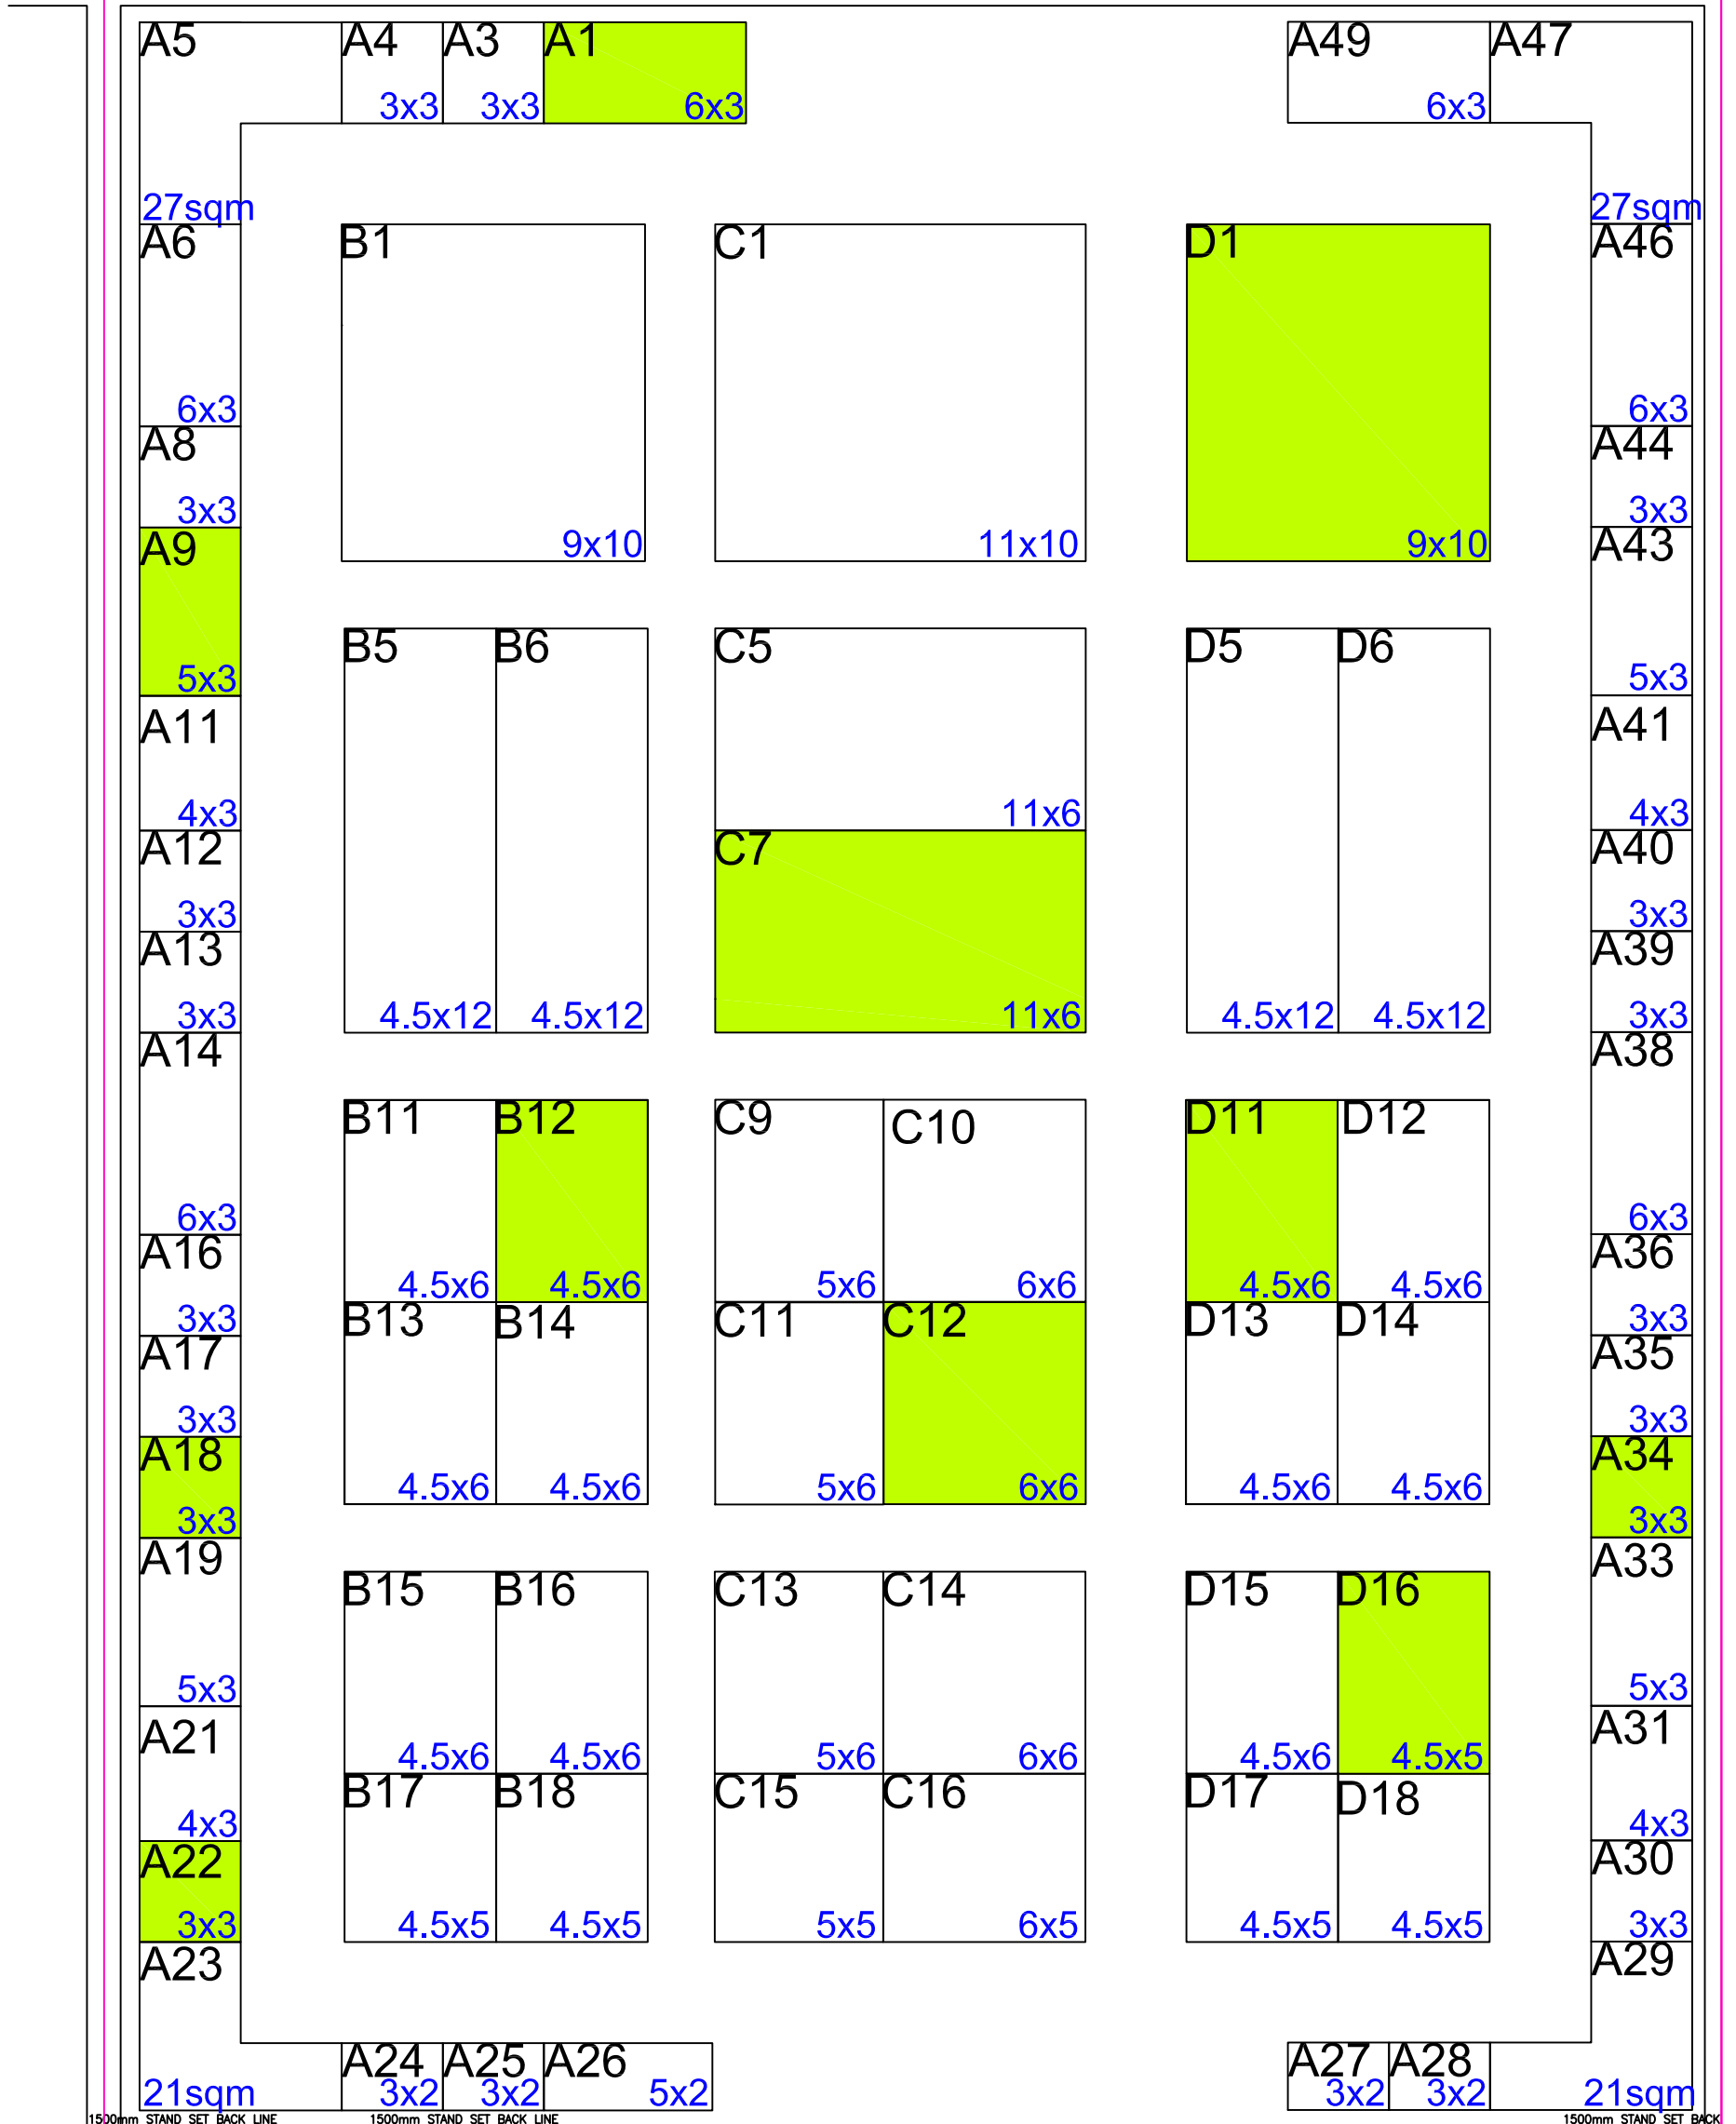 A5 A4 A3 A1 A49 A47
3x3 3x3 6x3 6x3
27sqm 27sqm
A6 B1 C1 D1 A46
6x3 6x3
A8 A44
3x3 3x3
A9 9x10 11x10 9x10 A43
B5 B6 C5 D5 D6
5x3 5x3
A11 A41
4x3 11x6 4x3
A12 C7 A40
3x3 3x3
A13 A39
3x3 4.5x12 4.5x12 11x6 4.5x12 4.5x12 3x3
A14 A38
B11 B12 C9 C10 D11 D12
6x3 6x3
A16 A36
4.5x6 4.5x6 5x6 6x6 4.5x6 4.5x6
3x3 B13 B14 C11 C12 D13 D14 3x3
A17 A35
3x3 3x3
A18 A34
4.5x6 4.5x6 5x6 6x6 4.5x6 4.5x6
3x3 3x3
A19 A33
B15 B16 C13 C14 D15 D16
5x3 5x3
A21 A31
4.5x6 4.5x6 5x6 6x6 4.5x6 4.5x5
B17 B18 C15 C16 D17 D18
4x3 4x3
A22 A30
3x3 4.5x5 4.5x5 5x5 6x5 4.5x5 4.5x5 3x3
A23 A29
A24 A25 A26 A27 A28
21sqm 3x2 3x2 5x2 3x2 3x2 21sqm
1500mm STAND SET BACK LINE 1500mm STAND SET BACK LINE 1500mm STAND SET BACK